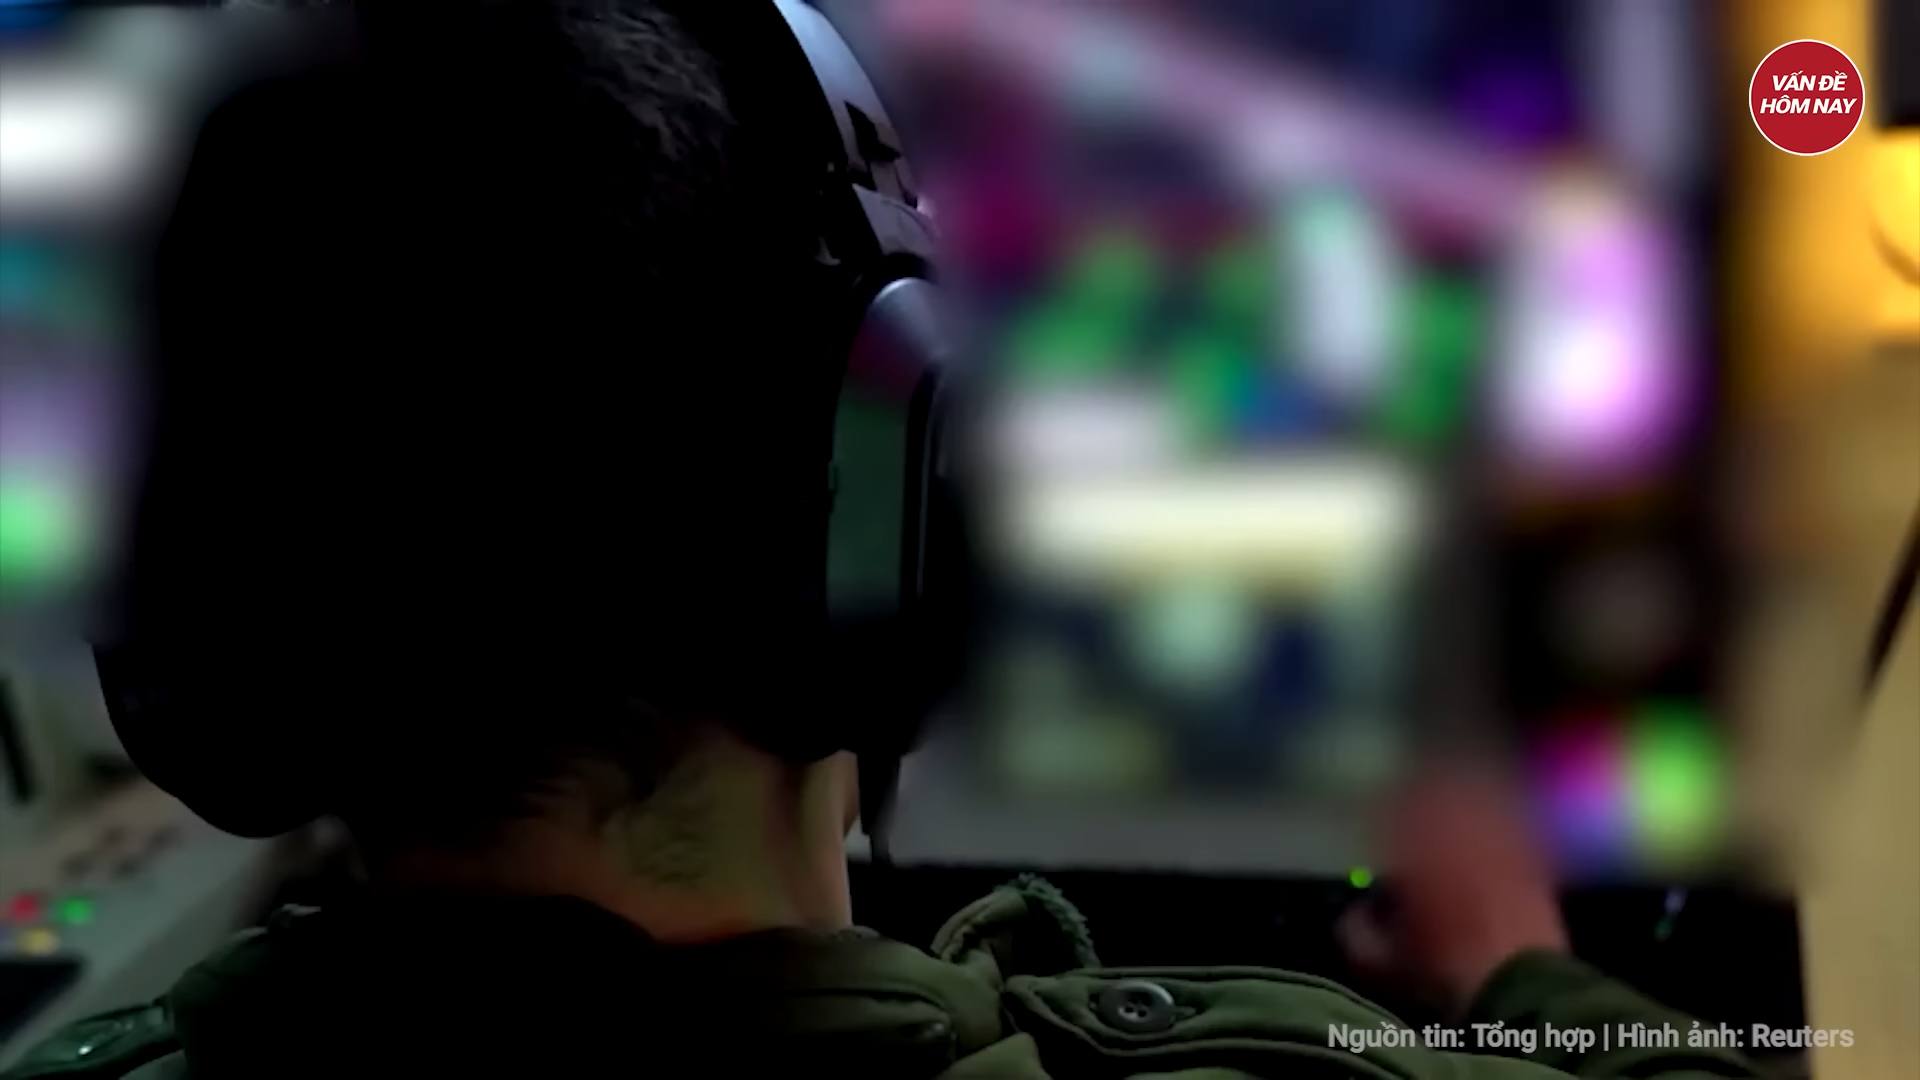 VẤN ĐỀ
HÔM NAY
Nguồn tin: Tổng hợp | Hình ảnh: Reuters